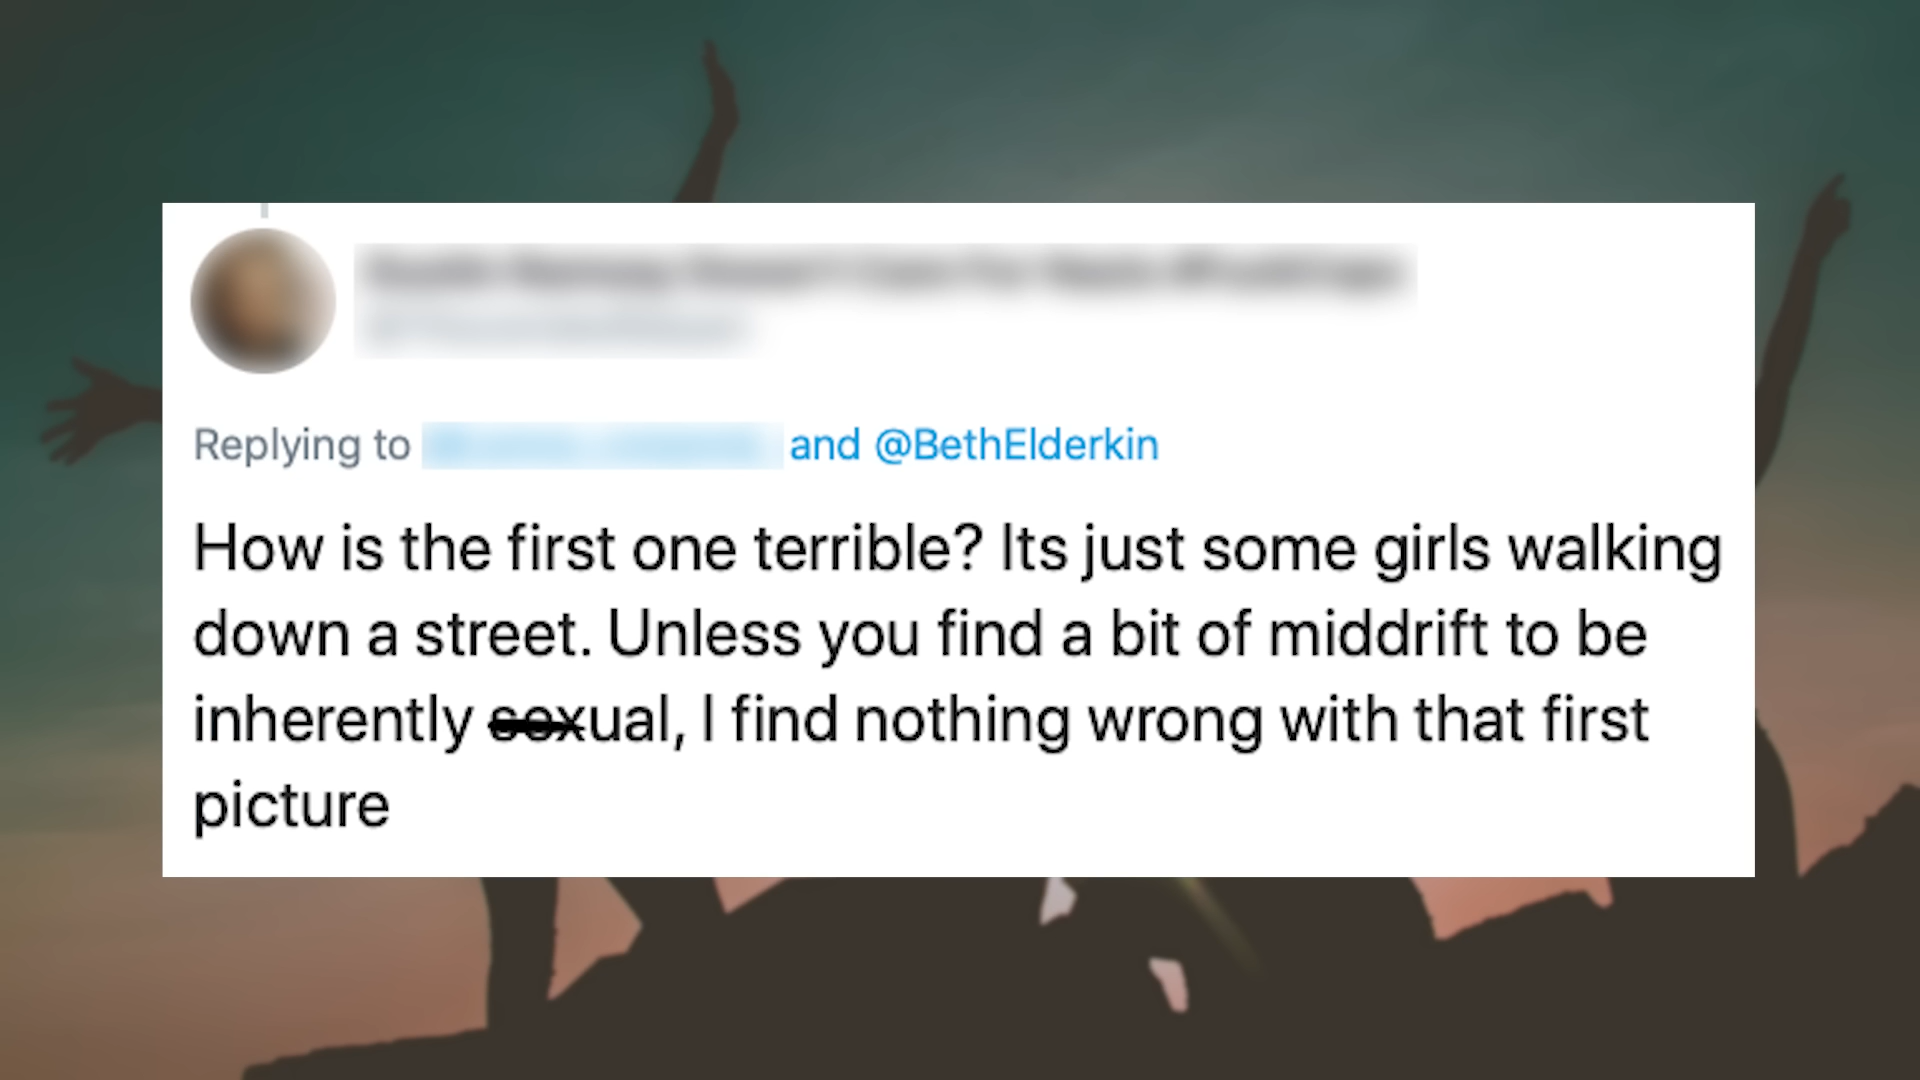 Replying to and @BethElderkin
How is the first one terrible? Its just some girls walking
down a street. Unless you find a bit of middrift to be
inherently sexual, I find nothing wrong with that first
picture